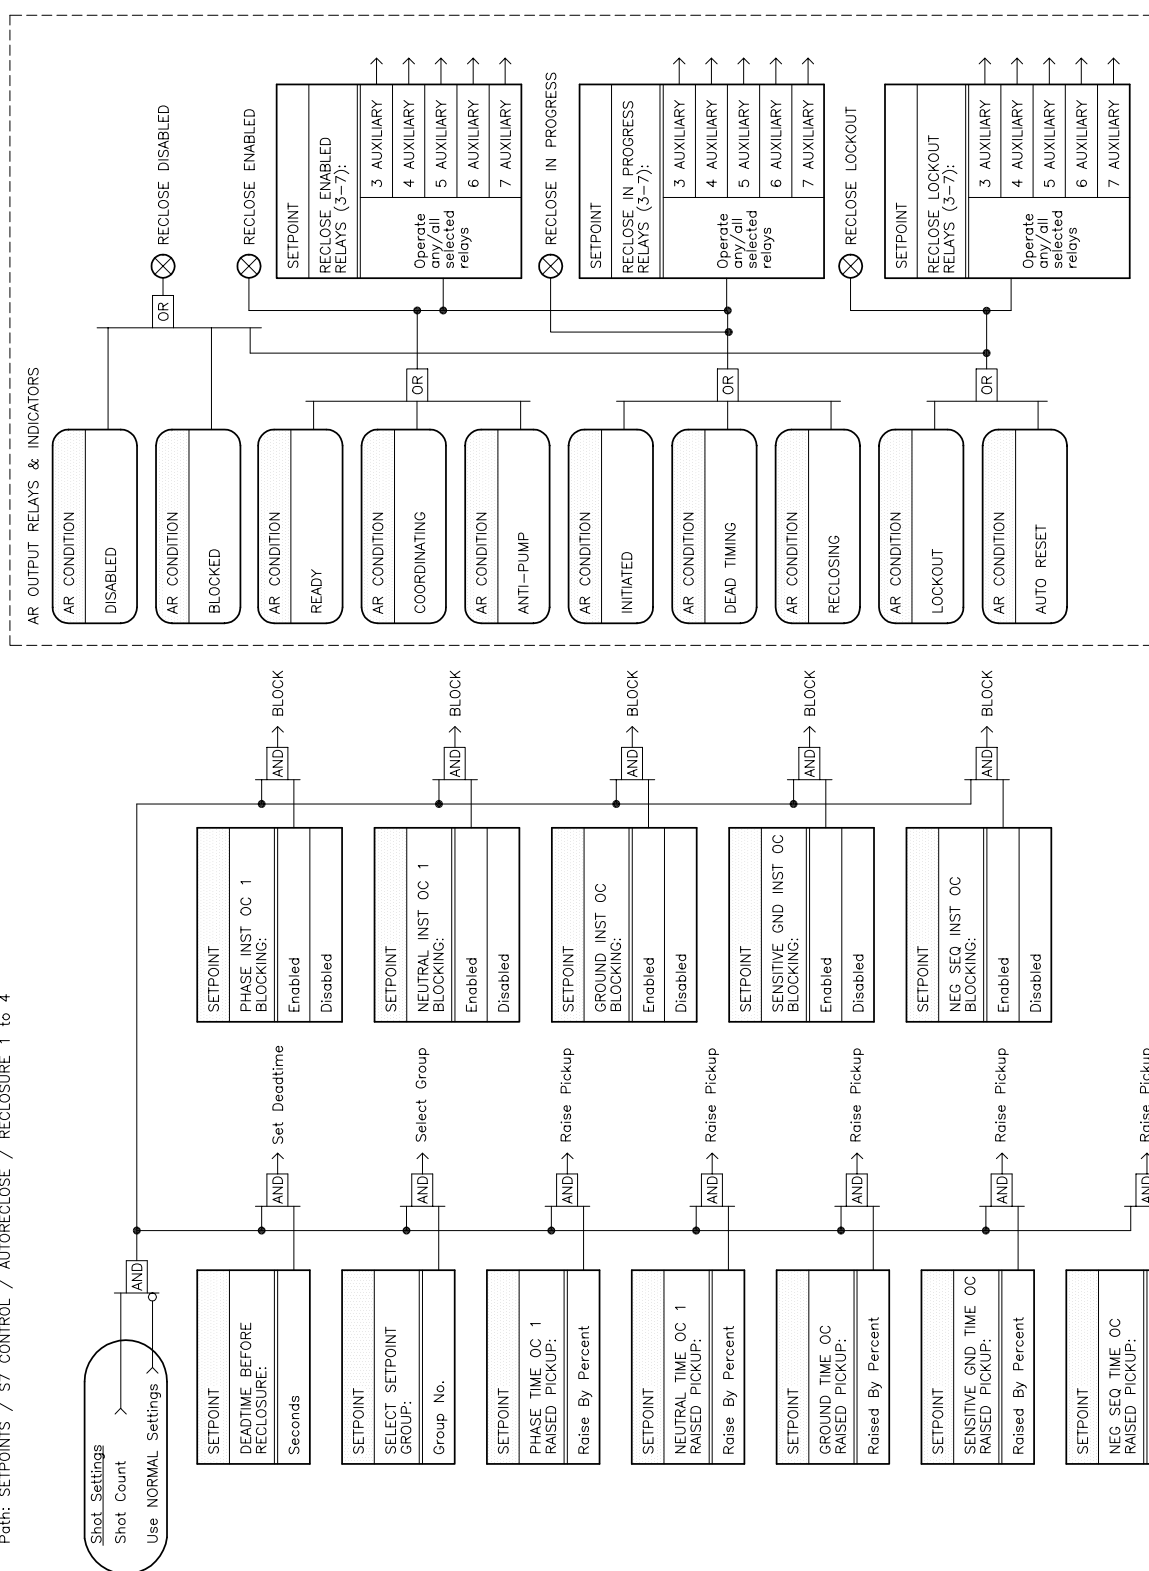 Path: SETPOINTS / S7 CONTROL / AUTORECLOSE / RECLOSURE 1 to 4
Shot Settings
Shot Count
Use NORMAL Settings
AND
SETPOINT
DEADTIME BEFORE
RECLOSURE:
Seconds
AND
Set Deadtime
SETPOINT
SELECT SETPOINT
GROUP:
Group No.
AND
Select Group
SETPOINT
PHASE TIME OC 1
RAISED PICKUP:
Raise By Percent
AND
Raise Pickup
SETPOINT
NEUTRAL TIME OC 1
RAISED PICKUP:
Raise By Percent
AND
Raise Pickup
SETPOINT
GROUND TIME OC
RAISED PICKUP:
Raised By Percent
AND
Raise Pickup
SETPOINT
SENSITIVE GND TIME OC
RAISED PICKUP:
Raised By Percent
AND
Raise Pickup
SETPOINT
NEG SEQ TIME OC
RAISED PICKUP:
AND
Raise Pickup
SETPOINT
PHASE INST OC 1
BLOCKING:
Enabled
Disabled
AND
BLOCK
SETPOINT
NEUTRAL INST OC 1
BLOCKING:
Enabled
Disabled
AND
BLOCK
SETPOINT
GROUND INST OC
BLOCKING:
Enabled
Disabled
AND
BLOCK
SETPOINT
SENSITIVE GND INST OC
BLOCKING:
Enabled
Disabled
AND
BLOCK
SETPOINT
NEG SEQ INST OC
BLOCKING:
Enabled
Disabled
AND
BLOCK
AR OUTPUT RELAYS & INDICATORS
AR CONDITION
DISABLED
AR CONDITION
BLOCKED
AR CONDITION
READY
AR CONDITION
COORDINATING
AR CONDITION
ANTI-PUMP
AR CONDITION
INITIATED
AR CONDITION
DEAD TIMING
AR CONDITION
RECLOSING
AR CONDITION
LOCKOUT
AR CONDITION
AUTO RESET
OR
OR
OR
OR
RECLOSE DISABLED
RECLOSE ENABLED
SETPOINT
RECLOSE ENABLED
RELAYS (3-7):
Operate
any/all
selected
relays
3 AUXILIARY
4 AUXILIARY
5 AUXILIARY
6 AUXILIARY
7 AUXILIARY
RECLOSE IN PROGRESS
SETPOINT
RECLOSE IN PROGRESS
RELAYS (3-7):
Operate
any/all
selected
relays
3 AUXILIARY
4 AUXILIARY
5 AUXILIARY
6 AUXILIARY
7 AUXILIARY
RECLOSE LOCKOUT
SETPOINT
RECLOSE LOCKOUT
RELAYS (3-7):
Operate
any/all
selected
relays
3 AUXILIARY
4 AUXILIARY
5 AUXILIARY
6 AUXILIARY
7 AUXILIARY